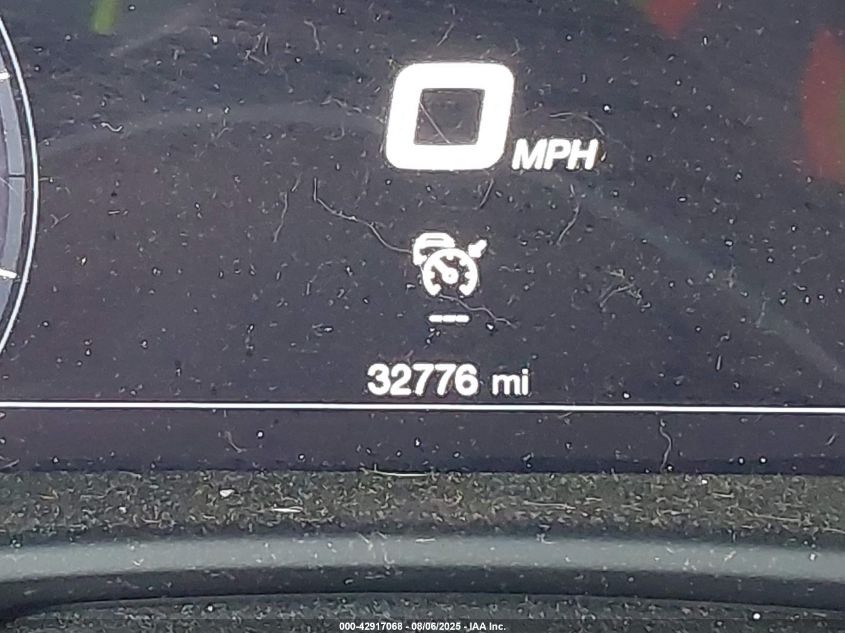 0 MPH
---
32776 mi
000-42917068 - 08/06/2025 - IAA Inc.